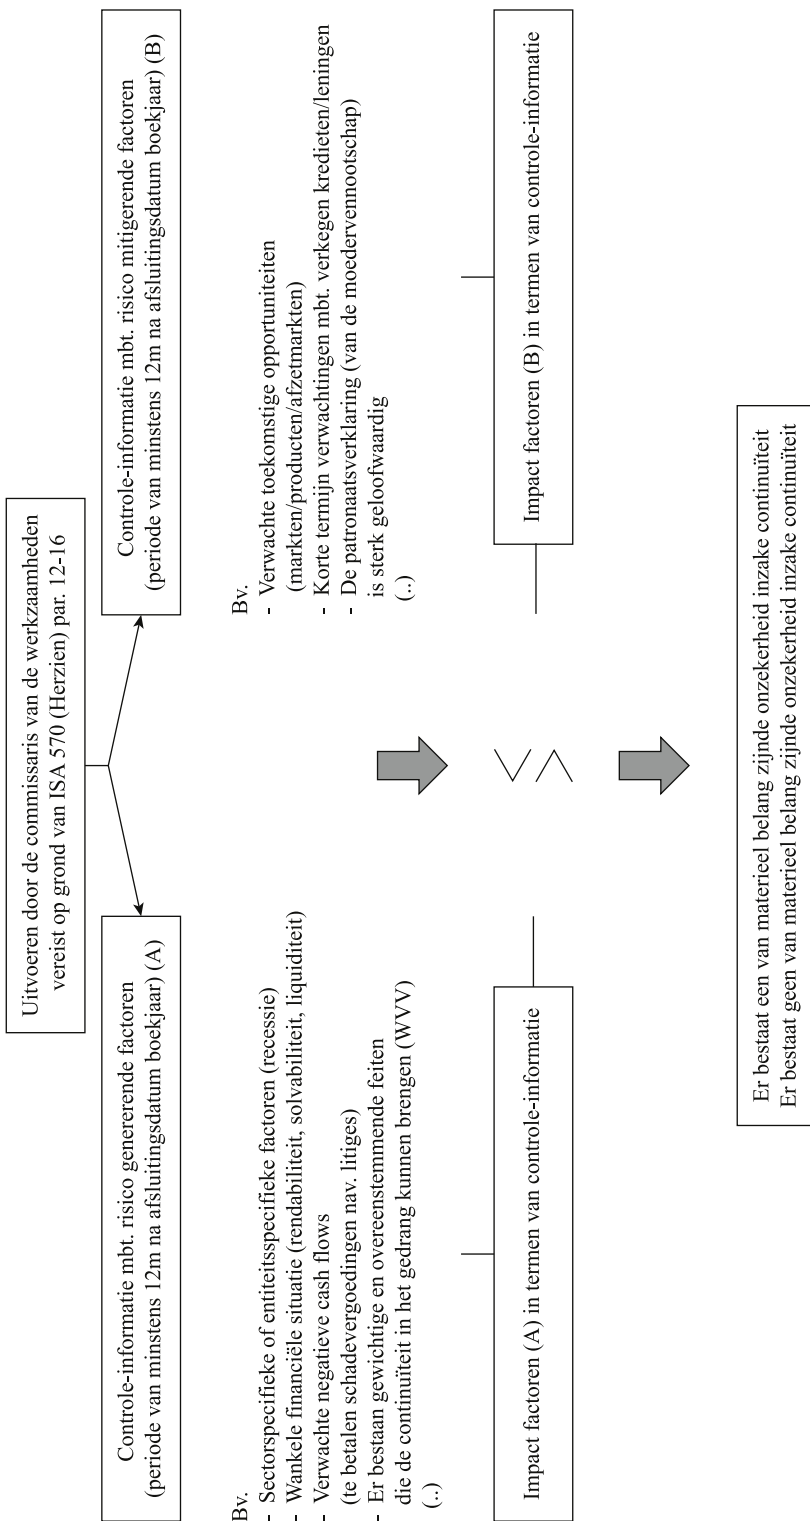 Uitvoeren door de commissaris van de werkzaamheden
vereist op grond van ISA 570 (Herzien) par. 12-16
Controle-informatie mbt. risico genererende factoren
(periode van minstens 12m na afsluitingsdatum boekjaar) (A)
Bv.
- Sectorspecifieke of entiteitsspecifieke factoren (recessie)
- Wankele financiële situatie (rendabiliteit, solvabiliteit, liquiditeit)
- Verwachte negatieve cash flows
(te betalen schadevergoedingen nav. litiges)
- Er bestaan gewichtige en overeenstemmende feiten
die de continuïteit in het gedrang kunnen brengen (WVV)
(..)
Impact factoren (A) in termen van controle-informatie
Controle-informatie mbt. risico mitigerende factoren
(periode van minstens 12m na afsluitingsdatum boekjaar) (B)
Bv.
- Verwachte toekomstige opportuniteiten
(markten/producten/afzetmarkten)
- Korte termijn verwachtingen mbt. verkegen kredieten/leningen
- De patronaatsverklaring (van de moedervennootschap)
is sterk geloofwaardig
(..)
Impact factoren (B) in termen van controle-informatie
Er bestaat een van materieel belang zijnde onzekerheid inzake continuïteit
Er bestaat geen van materieel belang zijnde onzekerheid inzake continuïteit